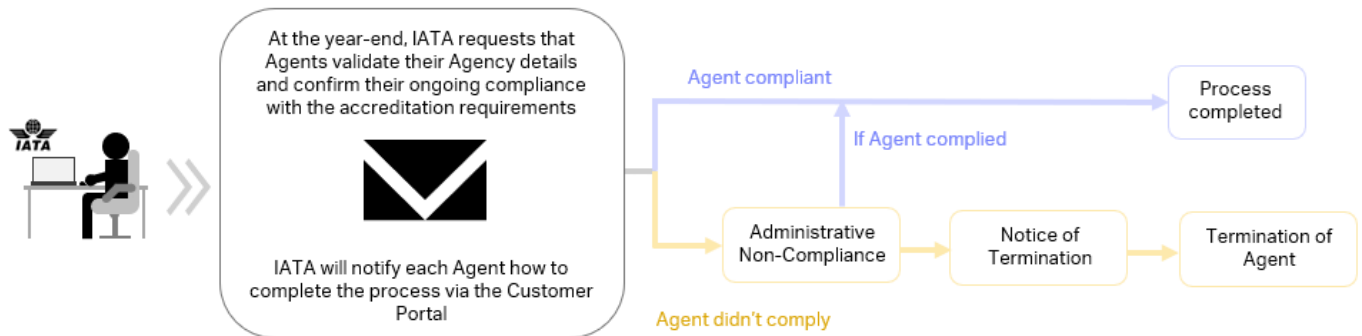 IATA
At the year-end, IATA requests that
Agents validate their Agency details
and confirm their ongoing compliance
with the accreditation requirements
IATA will notify each Agent how to
complete the process via the Customer
Portal
Agent compliant
Process
completed
If Agent complied
Administrative
Non-Compliance
Notice of
Termination
Termination of
Agent
Agent didn't comply